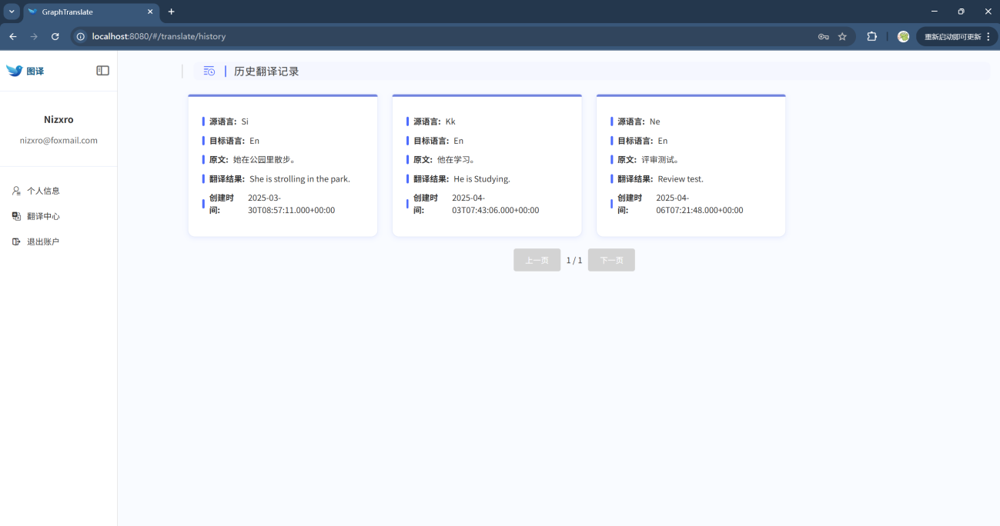 GraphTranslate
localhost:8080/#/translate/history
重新启动即可更新
图译
Nizxro
nizxro@foxmail.com
个人信息
翻译中心
退出账户
历史翻译记录
源语言: Si
目标语言: En
原文: 她在公园里散步。
翻译结果: She is strolling in the park.
创建时 2025-03-
间: 30T08:57:11.000+00:00
源语言: Kk
目标语言: En
原文: 他在学习。
翻译结果: He is Studying.
创建时 2025-04-
间: 03T07:43:06.000+00:00
源语言: Ne
目标语言: En
原文: 评审测试。
翻译结果: Review test.
创建时 2025-04-
间: 06T07:21:48.000+00:00
上一页 1 / 1 下一页